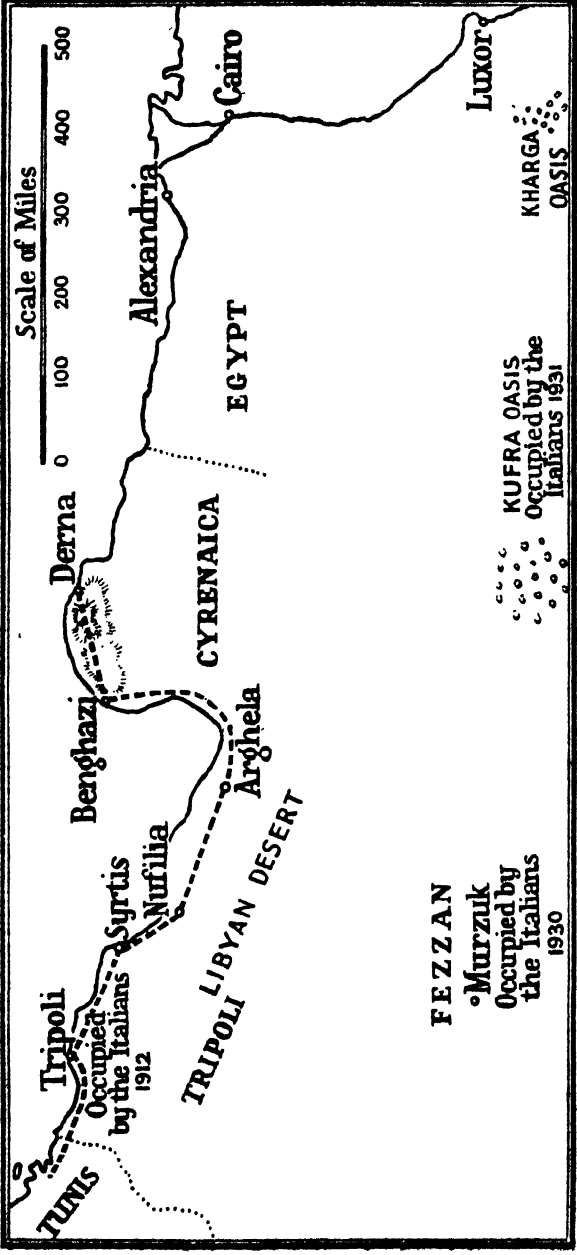 Scale of Miles
0 100 200 300 400 500
TUNIS
Tripoli
Occupied
by the Italians
1912
Syrtis
Nufilia
Benghazi
Derna
Arghela
Alexandria
Cairo
Luxor
TRIPOLI
LIBYAN DESERT
CYRENAICA
EGYPT
FEZZAN
Murzuk
Occupied by
the Italians
1930
KUFRA OASIS
Occupied by the
Italians 1931
KHARGA
OASIS